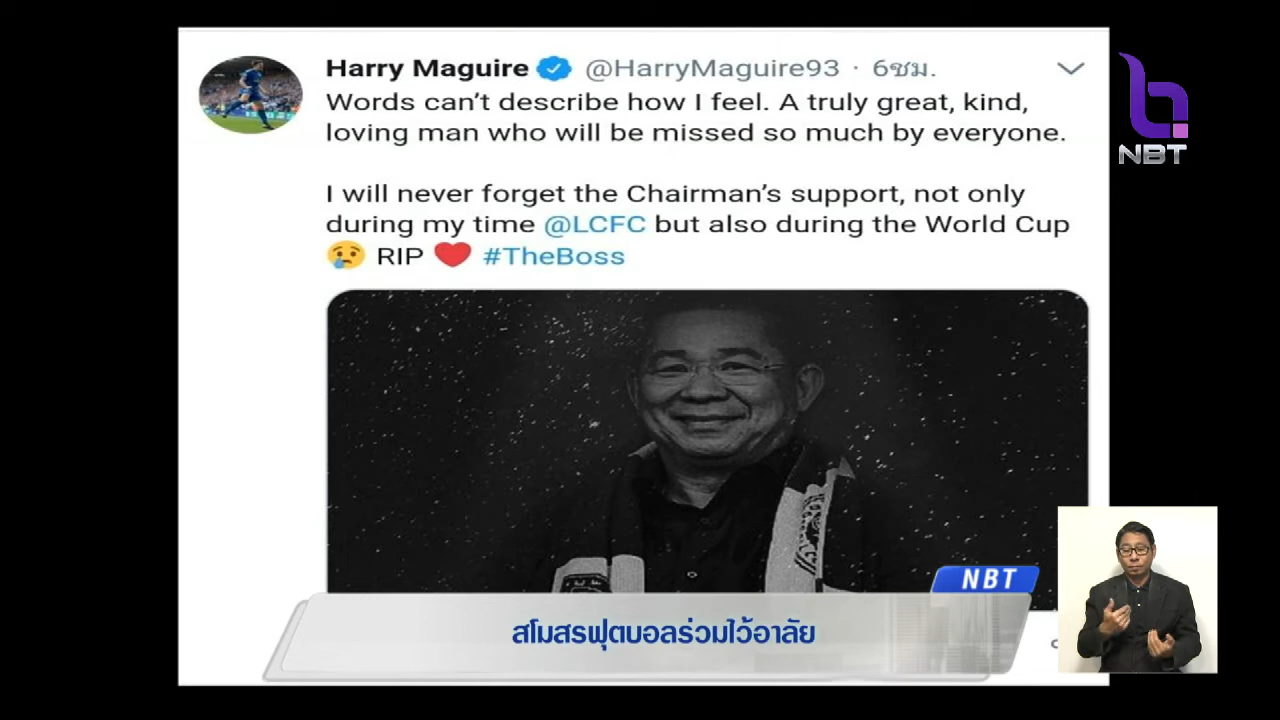 Harry Maguire @HarryMaguire93 · 6ชม.
Words can't describe how I feel. A truly great, kind,
loving man who will be missed so much by everyone.
I will never forget the Chairman's support, not only
during my time @LCFC but also during the World Cup
😢 RIP ❤️ #TheBoss
NBT
NBT
สโมสรฟุตบอลร่วมไว้อาลัย